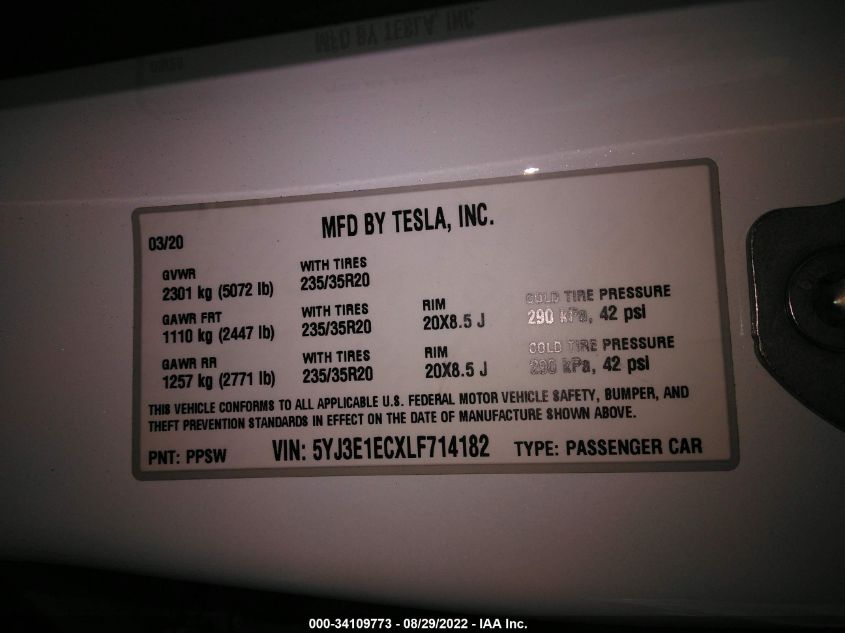 MFD BY TESLA, INC.
03/20
GVWR
2301 kg (5072 lb)
WITH TIRES
235/35R20
GAWR FRT
1110 kg (2447 lb)
WITH TIRES
235/35R20
RIM
20X8.5 J
COLD TIRE PRESSURE
290 kPa, 42 psi
GAWR RR
1257 kg (2771 lb)
WITH TIRES
235/35R20
RIM
20X8.5 J
COLD TIRE PRESSURE
290 kPa, 42 psi
THIS VEHICLE CONFORMS TO ALL APPLICABLE U.S. FEDERAL MOTOR VEHICLE SAFETY, BUMPER, AND
THEFT PREVENTION STANDARDS IN EFFECT ON THE DATE OF MANUFACTURE SHOWN ABOVE.
PNT: PPSW VIN: 5YJ3E1ECXLF714182 TYPE: PASSENGER CAR
000-34109773 - 08/29/2022 - IAA Inc.